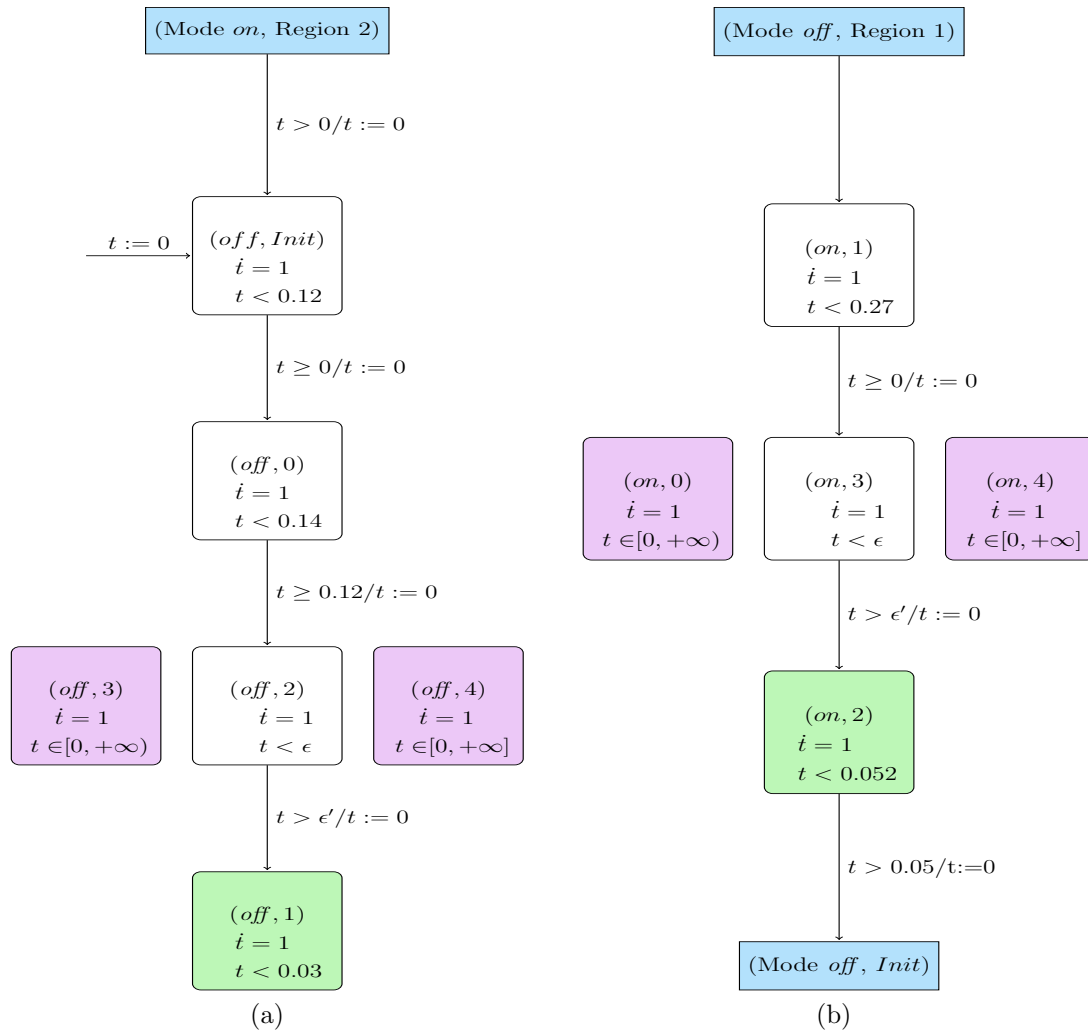 (Mode on, Region 2)
t > 0/t := 0
t := 0
(off, Init)
ṫ = 1
t < 0.12
t ≥ 0/t := 0
(off, 0)
ṫ = 1
t < 0.14
t ≥ 0.12/t := 0
(off, 3)
ṫ = 1
t ∈[0, +∞)
(off, 2)
ṫ = 1
t < ϵ
(off, 4)
ṫ = 1
t ∈[0, +∞]
t > ϵ′/t := 0
(off, 1)
ṫ = 1
t < 0.03
(a)
(Mode off, Region 1)
(on, 1)
ṫ = 1
t < 0.27
t ≥ 0/t := 0
(on, 0)
ṫ = 1
t ∈[0, +∞)
(on, 3)
ṫ = 1
t < ϵ
(on, 4)
ṫ = 1
t ∈[0, +∞]
t > ϵ′/t := 0
(on, 2)
ṫ = 1
t < 0.052
t > 0.05/t:=0
(Mode off, Init)
(b)